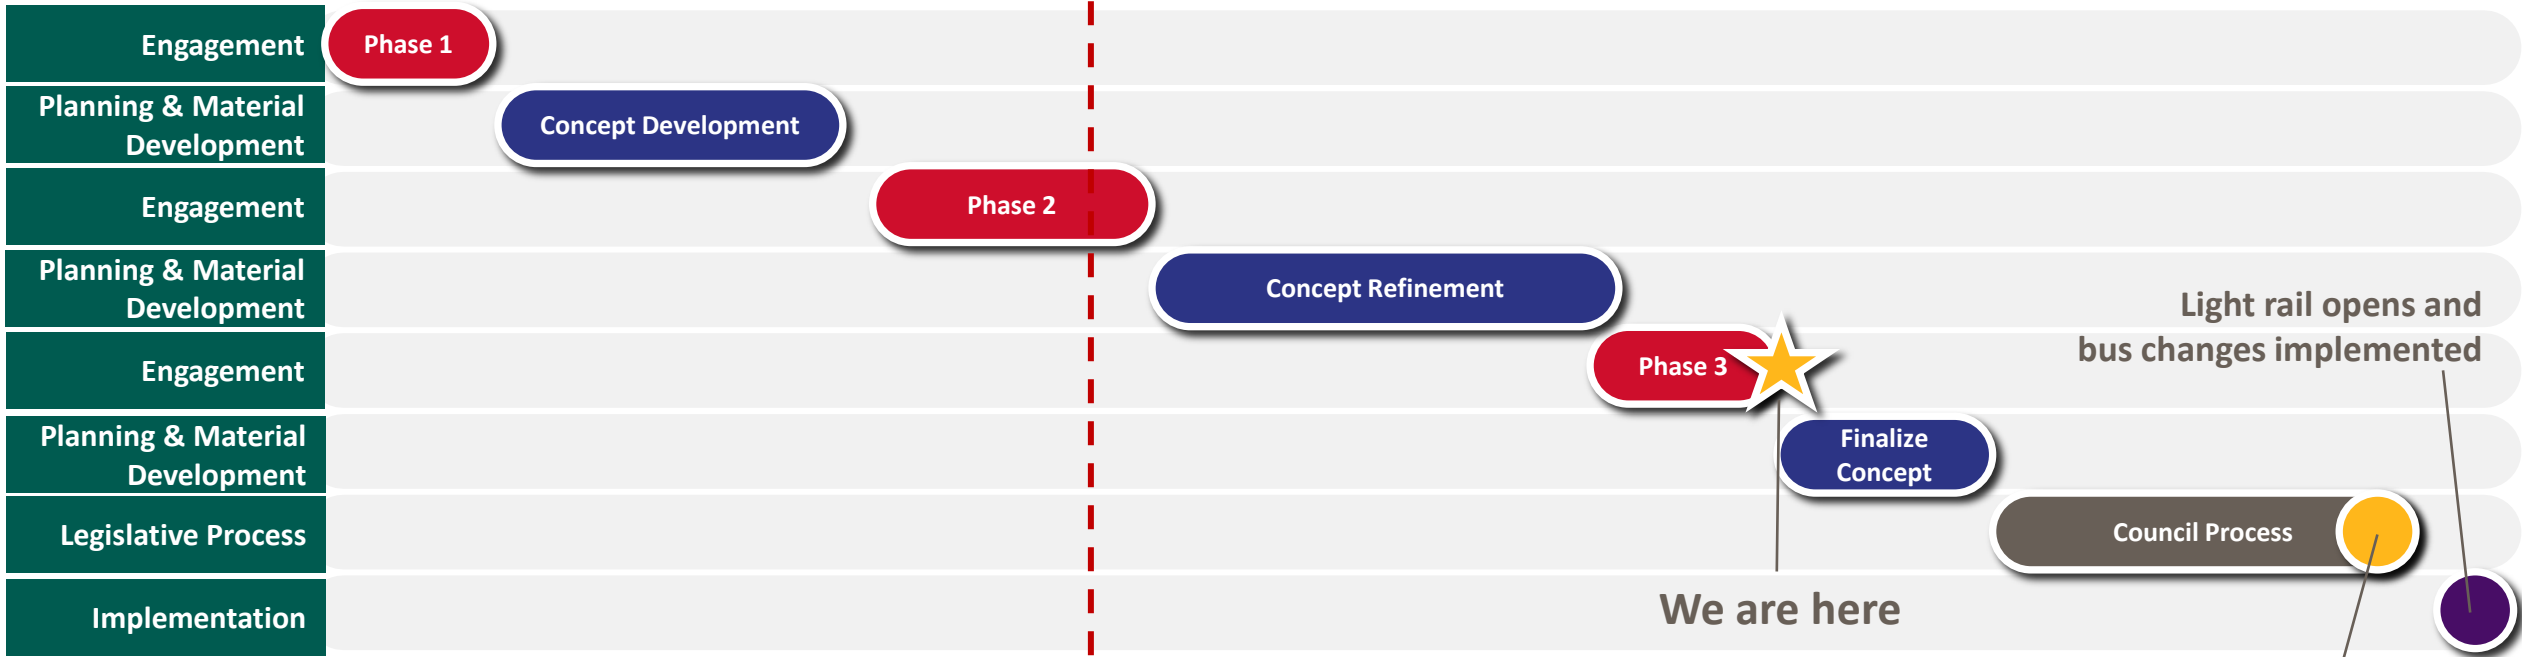 Engagement
Phase 1
Planning & Material
Development
Concept Development
Engagement
Phase 2
Planning & Material
Development
Concept Refinement
Light rail opens and
bus changes implemented
Engagement
Phase 3
Planning & Material
Development
Finalize
Concept
Legislative Process
Council Process
Implementation
We are here